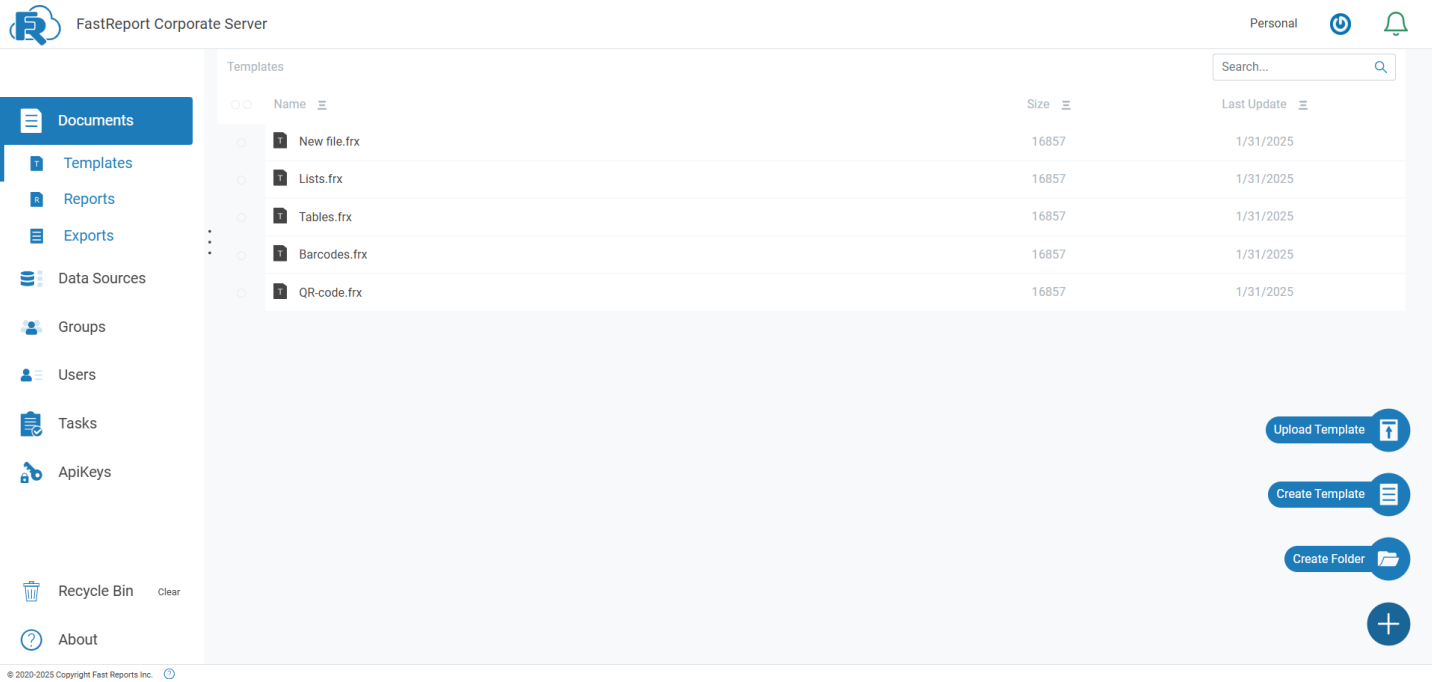 FastReport Corporate Server
Personal
Templates
Search...
Name
Size
Last Update
Documents
Templates
Reports
Exports
Data Sources
Groups
Users
Tasks
ApiKeys
Recycle Bin
Clear
About
T New file.frx 16857 1/31/2025
T Lists.frx 16857 1/31/2025
T Tables.frx 16857 1/31/2025
T Barcodes.frx 16857 1/31/2025
T QR-code.frx 16857 1/31/2025
Upload Template
Create Template
Create Folder
© 2020-2025 Copyright Fast Reports Inc.